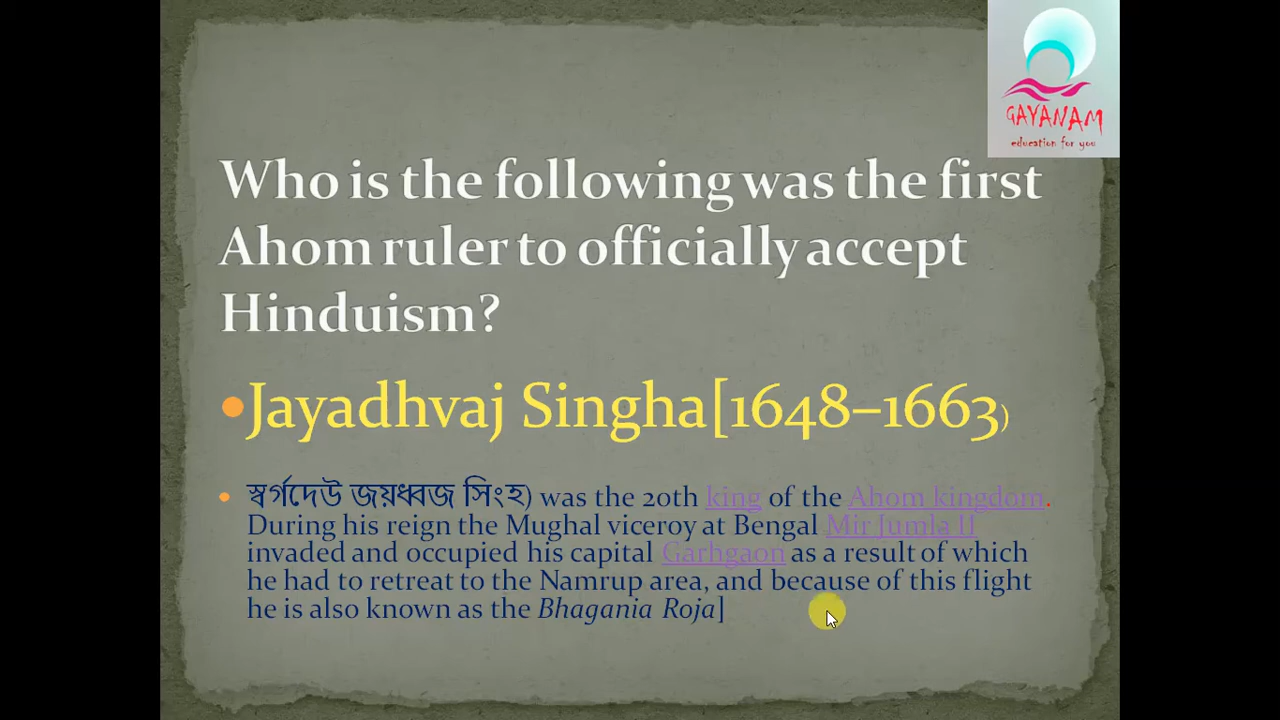 GAYANAM
education for you
Who is the following was the first
Ahom ruler to officially accept
Hinduism?
•Jayadhvaj Singha[1648–1663)
• স্বৰ্গদেউ জয়ধ্বজ সিংহ) was the 20th king of the Ahom kingdom.
During his reign the Mughal viceroy at Bengal Mir Jumla II
invaded and occupied his capital Garhgaon as a result of which
he had to retreat to the Namrup area, and because of this flight
he is also known as the Bhagania Roja]